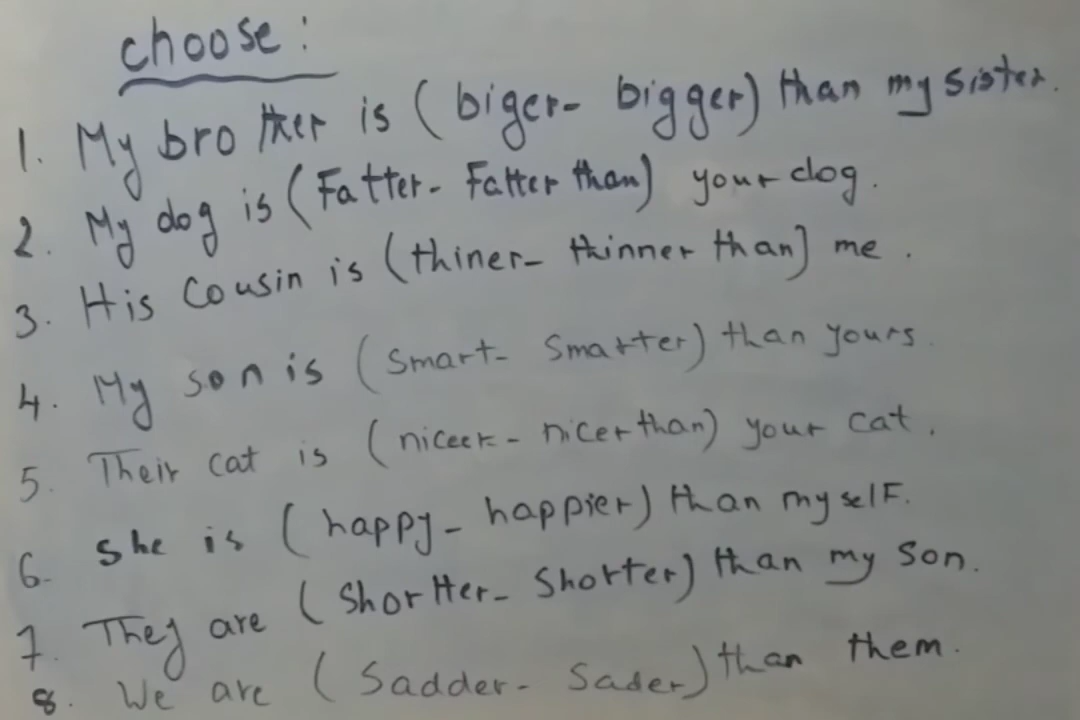 choose:
1. My brother is (biger- bigger) than my sister.
2. My dog is (Fatter- Fatter than) your dog.
3. His Cousin is (thiner- thinner than) me.
4. My son is (Smart- Smarter) than yours.
5. Their cat is (niceer- nicer than) your cat.
6- She is (happy- happier) than myself.
7. They are (Shortter- Shorter) than my son.
8. We are (Sadder- Sader) than them.